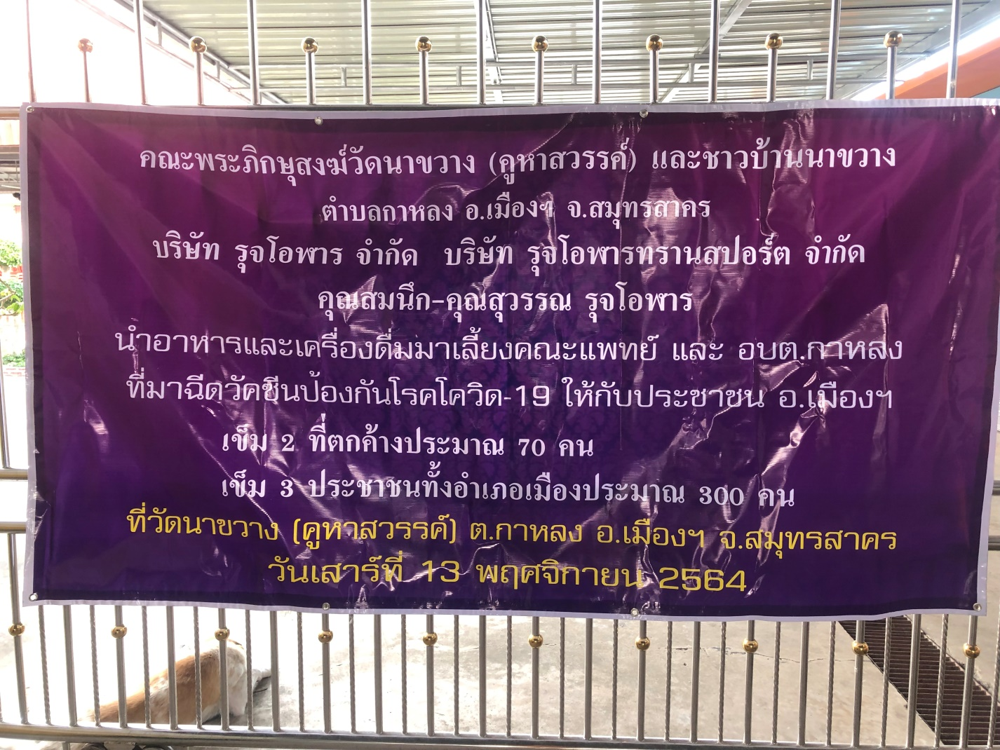 คณะพระภิกษุสงฆ์วัดนาขวาง (คูหาสวรรค์) และชาวบ้านนาขวาง
ตำบลกาหลง อ.เมืองฯ จ.สมุทรสาคร
บริษัท รุจโอฬาร จำกัด บริษัท รุจโอฬารทรานสปอร์ต จำกัด
คุณสมนึก-คุณสุวรรณ รุจโอฬาร
นำอาหารและเครื่องดื่มมาเลี้ยงคณะแพทย์ และ อบต.กาหลง
ที่มาฉีดวัคซีนป้องกันโรคโควิด-19 ให้กับประชาชน อ.เมืองฯ
เข็ม 2 ที่ตกค้างประมาณ 70 คน
เข็ม 3 ประชาชนทั้งอำเภอเมืองประมาณ 300 คน
ที่วัดนาขวาง (คูหาสวรรค์) ต.กาหลง อ.เมืองฯ จ.สมุทรสาคร
วันเสาร์ที่ 13 พฤศจิกายน 2564